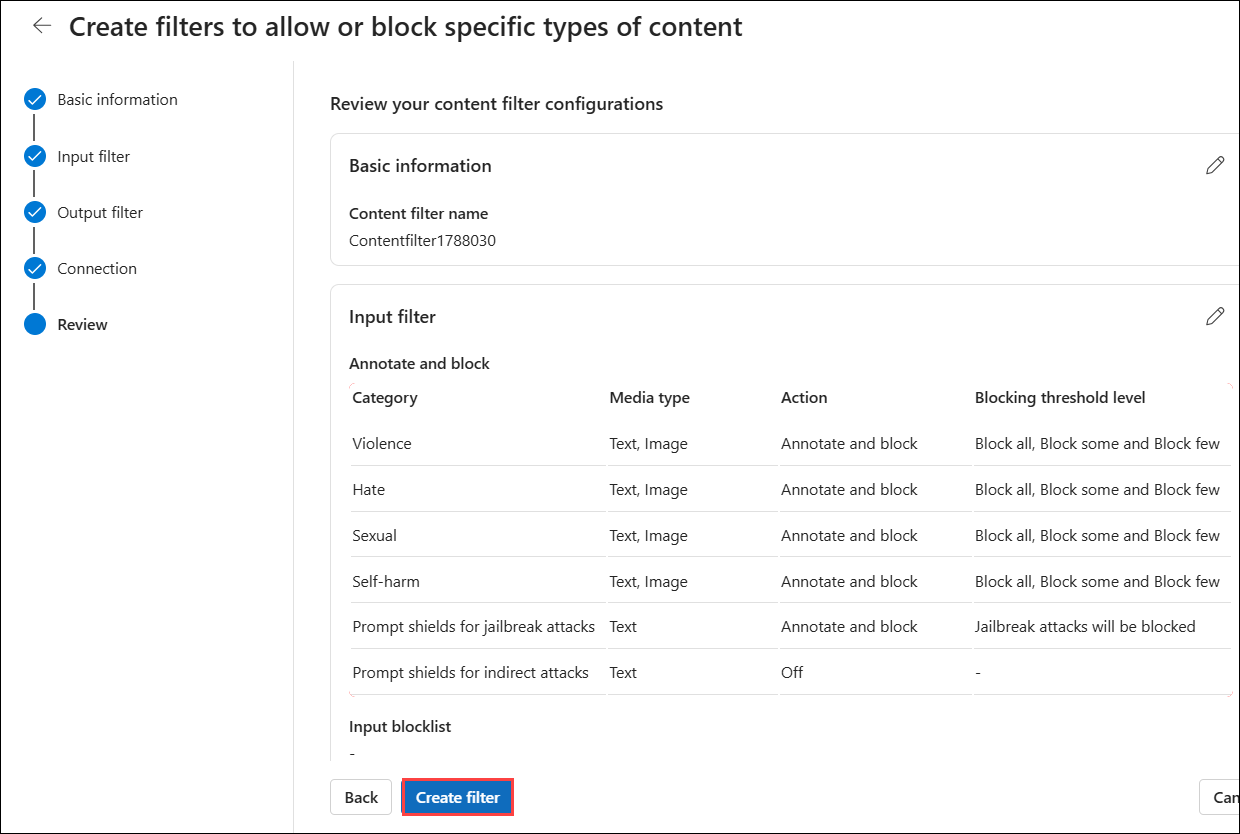 Create filters to allow or block specific types of content
Basic information
Input filter
Output filter
Connection
Review
Review your content filter configurations
Basic information
Content filter name
Contentfilter1788030
Input filter
Annotate and block
Category Media type Action Blocking threshold level
Violence Text, Image Annotate and block Block all, Block some and Block few
Hate Text, Image Annotate and block Block all, Block some and Block few
Sexual Text, Image Annotate and block Block all, Block some and Block few
Self-harm Text, Image Annotate and block Block all, Block some and Block few
Prompt shields for jailbreak attacks Text Annotate and block Jailbreak attacks will be blocked
Prompt shields for indirect attacks Text Off -
Input blocklist
-
Back Create filter Can